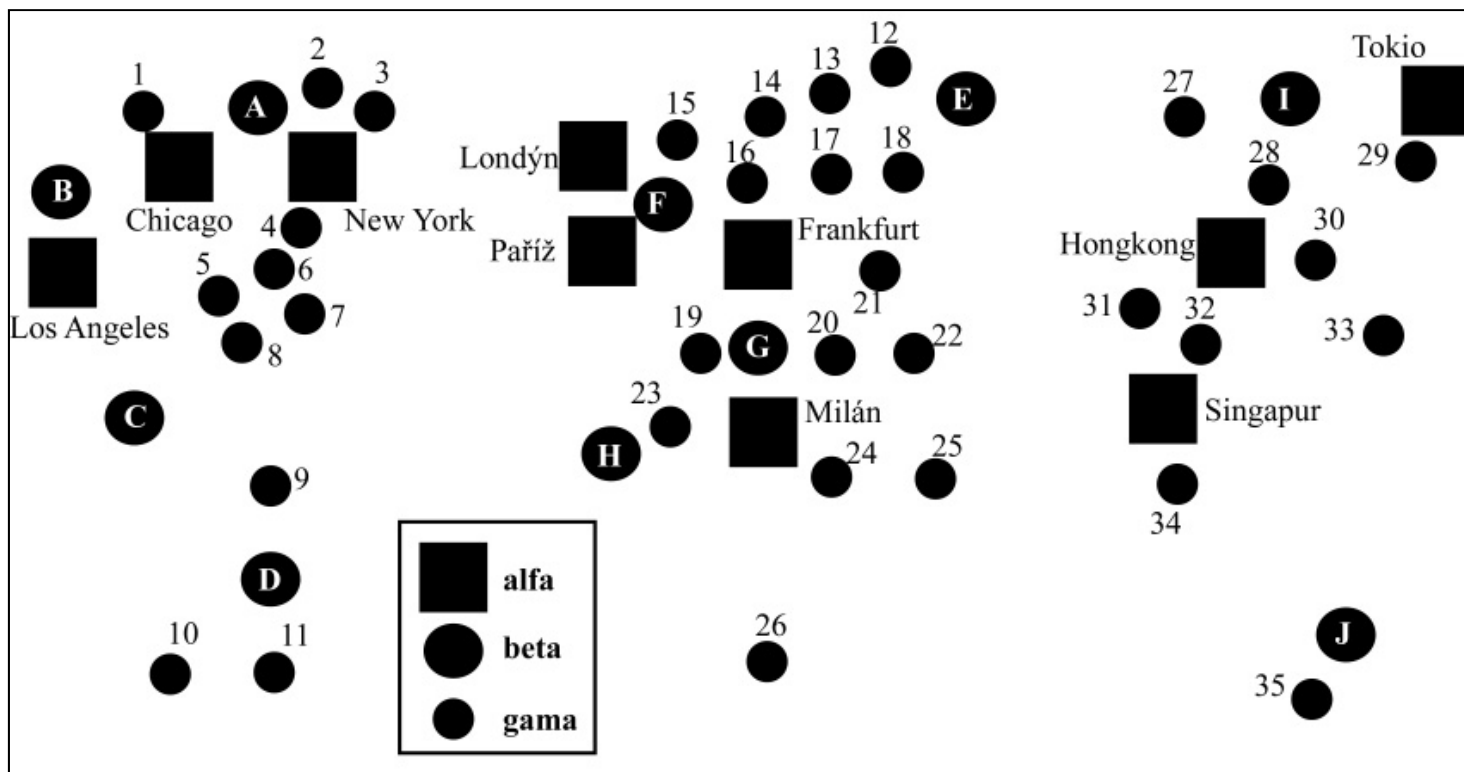 Tokio
12
2
13
1
3
14
A
E
27
I
15
Londýn
16
17
18
28
29
B
F
Chicago
4
New York
Paříž
Frankfurt
Hongkong
30
5
6
21
31
32
Los Angeles
7
19
20
22
33
8
G
C
23
Milán
Singapur
H
24
25
9
34
alfa
D
beta
J
10
11
26
35
gama